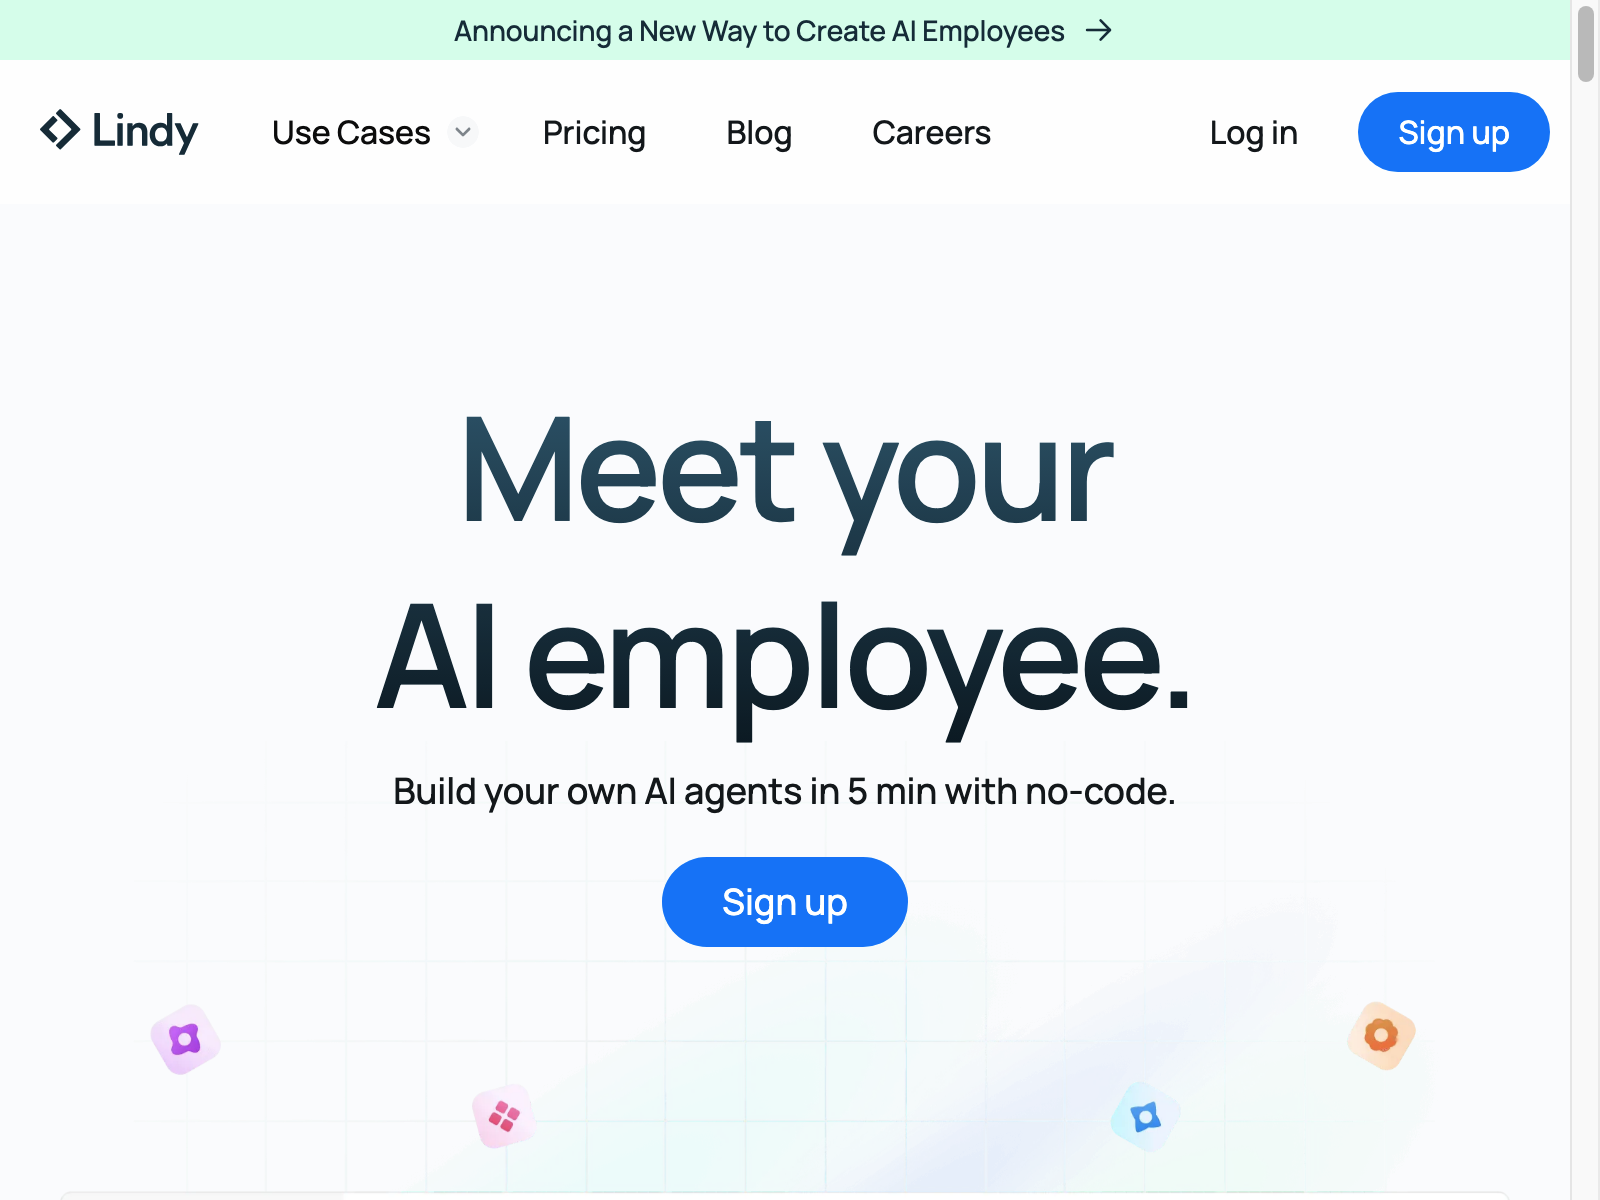 Announcing a New Way to Create AI Employees →
Lindy
Use Cases
Pricing
Blog
Careers
Log in
Sign up
Meet your
AI employee.
Build your own AI agents in 5 min with no-code.
Sign up